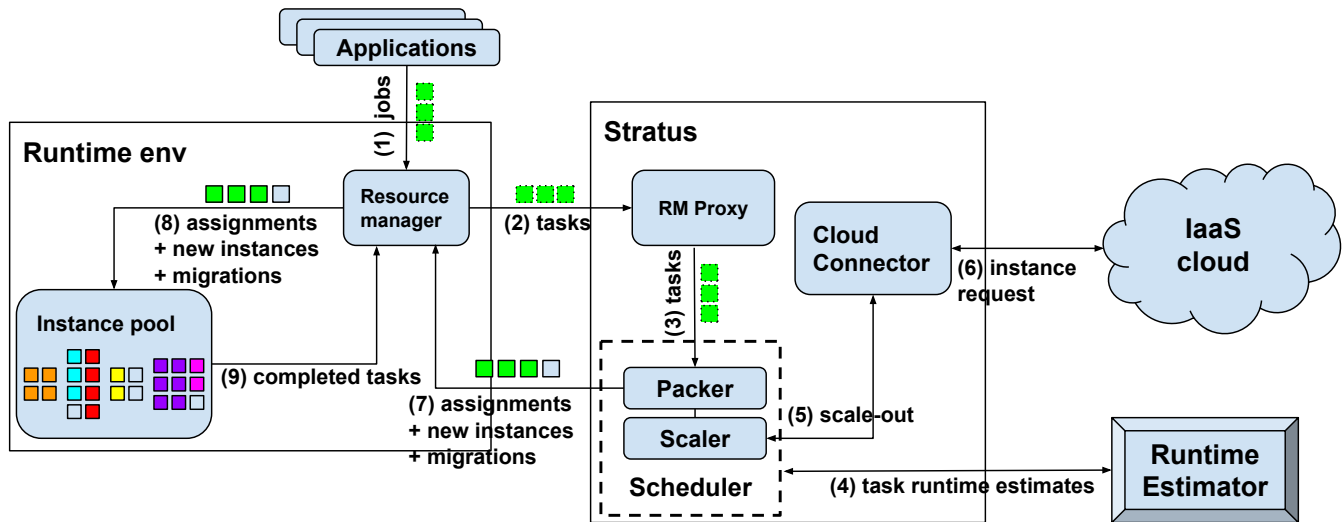 Applications
(1) jobs
Runtime env
Stratus
Resource
manager
(2) tasks
RM Proxy
(8) assignments
+ new instances
+ migrations
Cloud
Connector
(6) instance
request
IaaS
cloud
(3) tasks
Instance pool
(9) completed tasks
(7) assignments
+ new instances
+ migrations
Packer
Scaler
Scheduler
(5) scale-out
(4) task runtime estimates
Runtime
Estimator